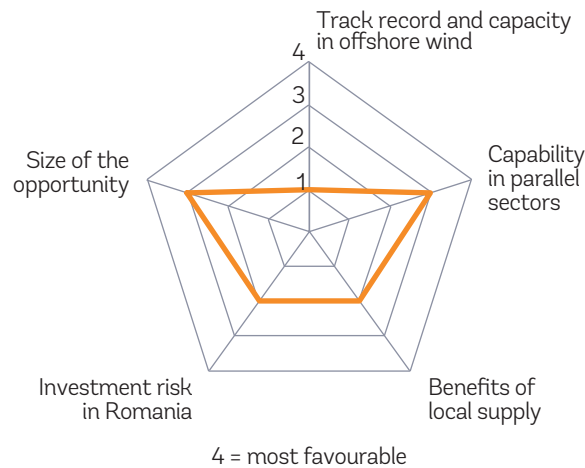 Track record and capacity
in offshore wind
4
3
2
1
Size of the
opportunity
Capability
in parallel
sectors
Investment risk
in Romania
Benefits of
local supply
4 = most favourable